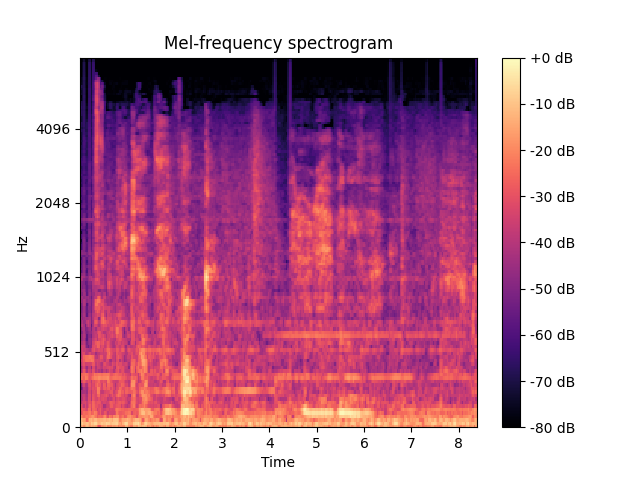 Mel-frequency spectrogram
+0 dB
4096
-10 dB
-20 dB
2048
-30 dB
Hz
-40 dB
1024
-50 dB
-60 dB
512
-70 dB
0
-80 dB
0 1 2 3 4 5 6 7 8
Time